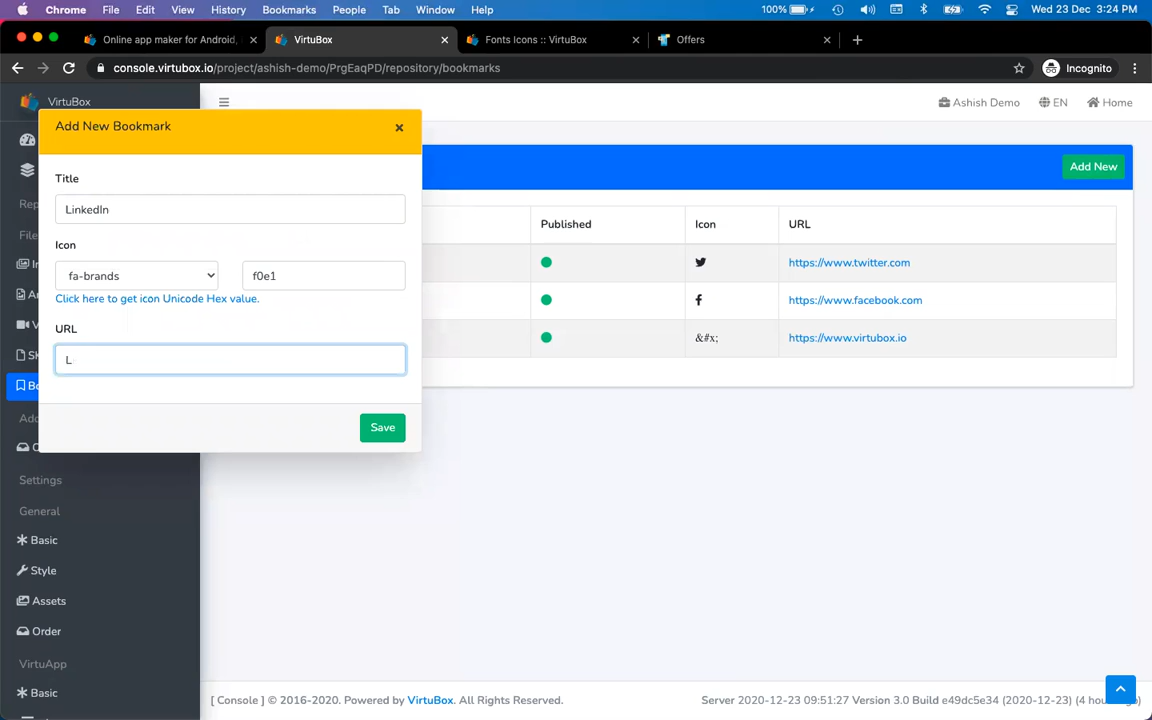 Chrome File Edit View History Bookmarks People Tab Window Help 100% Wed 23 Dec 3:24 PM
Online app maker for Android, VirtuBox Fonts Icons :: VirtuBox Offers
console.virtubox.io/project/ashish-demo/PrgEaqPD/repository/bookmarks Incognito
VirtuBox Ashish Demo EN Home
Add New Bookmark
Add New
Title
LinkedIn
Published Icon URL
Icon
fa-brands f0e1
https://www.twitter.com
Click here to get icon Unicode Hex value.
https://www.facebook.com
URL
&#x; https://www.virtubox.io
L
Save
Settings
General
Basic
Style
Assets
Order
VirtuApp
Basic
[ Console ] © 2016-2020. Powered by VirtuBox. All Rights Reserved. Server 2020-12-23 09:51:27 Version 3.0 Build e49dc5e34 (2020-12-23) (4 hou